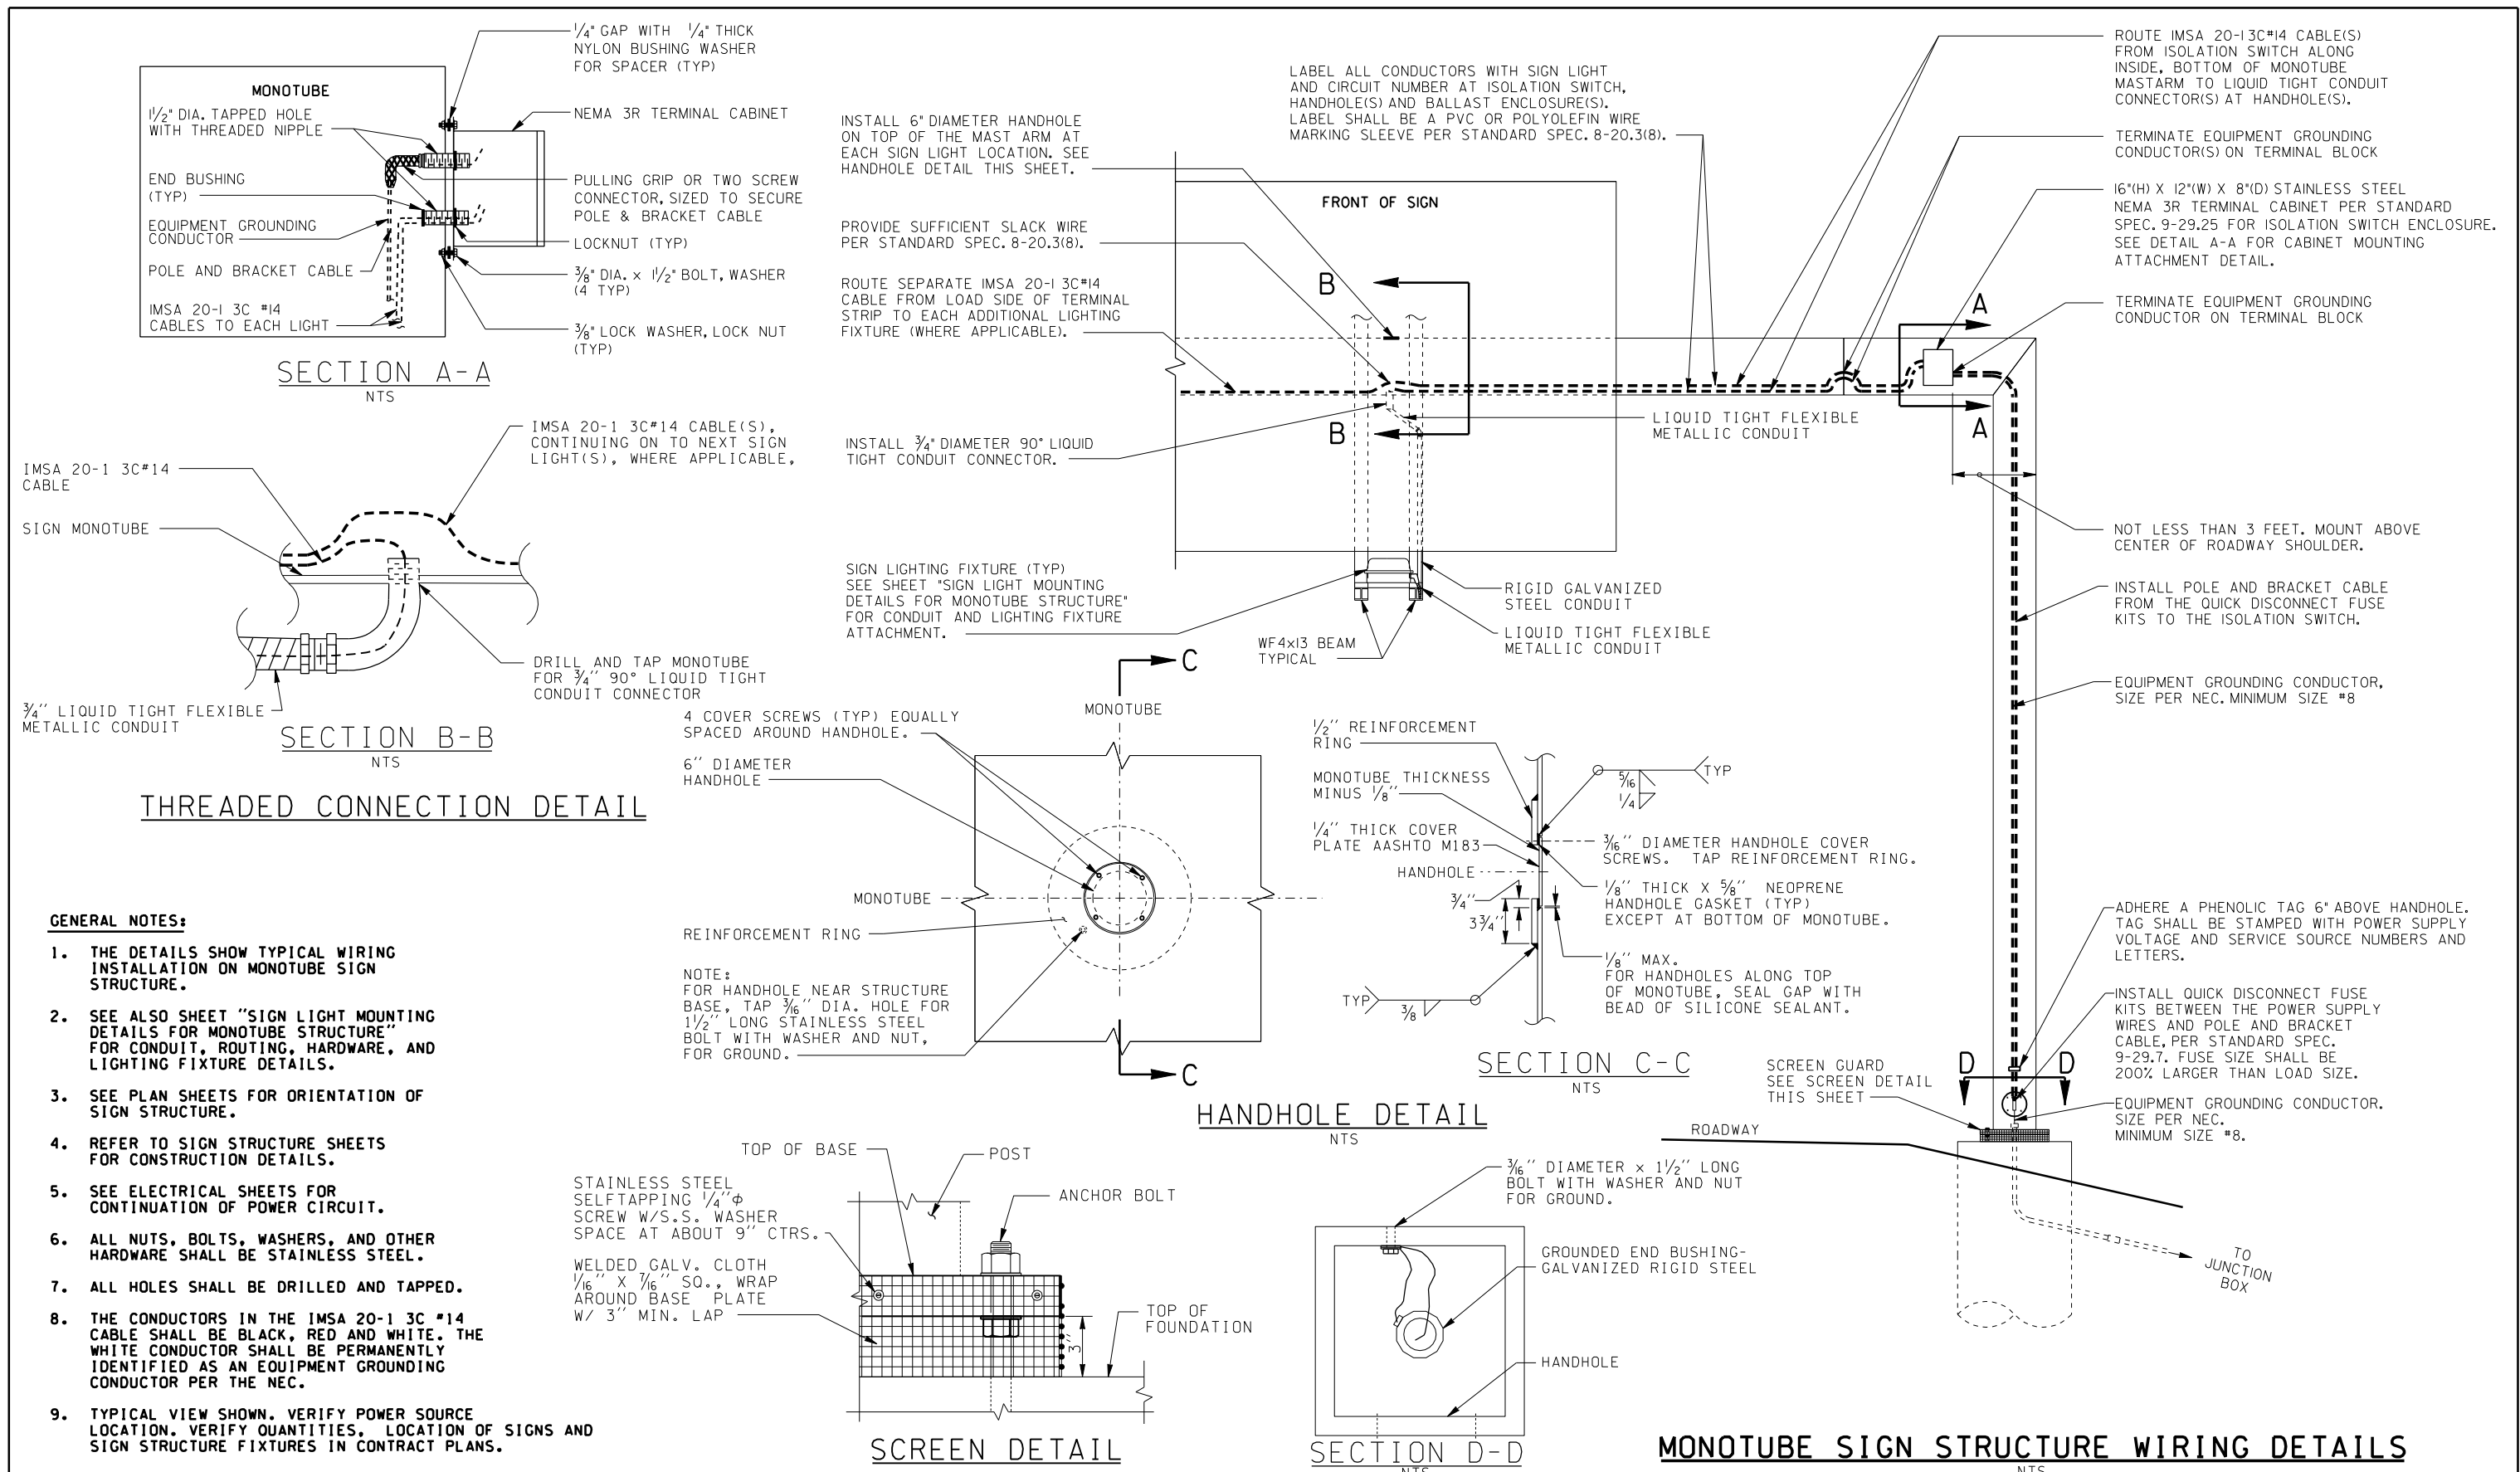 1/4" GAP WITH 1/4" THICK
NYLON BUSHING WASHER
FOR SPACER (TYP)
MONOTUBE
1 1/2" DIA. TAPPED HOLE
WITH THREADED NIPPLE
NEMA 3R TERMINAL CABINET
END BUSHING
(TYP)
PULLING GRIP OR TWO SCREW
CONNECTOR, SIZED TO SECURE
POLE & BRACKET CABLE
EQUIPMENT GROUNDING
CONDUCTOR
LOCKNUT (TYP)
POLE AND BRACKET CABLE
3/8" DIA. x 1 1/2" BOLT, WASHER
(4 TYP)
IMSA 20-1 3C #14
CABLES TO EACH LIGHT
3/8" LOCK WASHER, LOCK NUT
(TYP)
SECTION A-A
NTS
IMSA 20-1 3C#14 CABLE(S),
CONTINUING ON TO NEXT SIGN
LIGHT(S), WHERE APPLICABLE,
IMSA 20-1 3C#14
CABLE
SIGN MONOTUBE
DRILL AND TAP MONOTUBE
FOR 3/4" 90° LIQUID TIGHT
CONDUIT CONNECTOR
3/4" LIQUID TIGHT FLEXIBLE
METALLIC CONDUIT
SECTION B-B
NTS
THREADED CONNECTION DETAIL
GENERAL NOTES:
1. THE DETAILS SHOW TYPICAL WIRING
INSTALLATION ON MONOTUBE SIGN
STRUCTURE.
2. SEE ALSO SHEET "SIGN LIGHT MOUNTING
DETAILS FOR MONOTUBE STRUCTURE"
FOR CONDUIT, ROUTING, HARDWARE, AND
LIGHTING FIXTURE DETAILS.
3. SEE PLAN SHEETS FOR ORIENTATION OF
SIGN STRUCTURE.
4. REFER TO SIGN STRUCTURE SHEETS
FOR CONSTRUCTION DETAILS.
5. SEE ELECTRICAL SHEETS FOR
CONTINUATION OF POWER CIRCUIT.
6. ALL NUTS, BOLTS, WASHERS, AND OTHER
HARDWARE SHALL BE STAINLESS STEEL.
7. ALL HOLES SHALL BE DRILLED AND TAPPED.
8. THE CONDUCTORS IN THE IMSA 20-1 3C #14
CABLE SHALL BE BLACK, RED AND WHITE. THE
WHITE CONDUCTOR SHALL BE PERMANENTLY
IDENTIFIED AS AN EQUIPMENT GROUNDING
CONDUCTOR PER THE NEC.
9. TYPICAL VIEW SHOWN. VERIFY POWER SOURCE
LOCATION. VERIFY QUANTITIES, LOCATION OF SIGNS AND
SIGN STRUCTURE FIXTURES IN CONTRACT PLANS.
LABEL ALL CONDUCTORS WITH SIGN LIGHT
AND CIRCUIT NUMBER AT ISOLATION SWITCH,
HANDHOLE(S) AND BALLAST ENCLOSURE(S).
LABEL SHALL BE A PVC OR POLYOLEFIN WIRE
MARKING SLEEVE PER STANDARD SPEC. 8-20.3(8).
INSTALL 6" DIAMETER HANDHOLE
ON TOP OF THE MAST ARM AT
EACH SIGN LIGHT LOCATION. SEE
HANDHOLE DETAIL THIS SHEET.
PROVIDE SUFFICIENT SLACK WIRE
PER STANDARD SPEC. 8-20.3(8).
ROUTE SEPARATE IMSA 20-1 3C#14
CABLE FROM LOAD SIDE OF TERMINAL
STRIP TO EACH ADDITIONAL LIGHTING
FIXTURE (WHERE APPLICABLE).
INSTALL 3/4" DIAMETER 90° LIQUID
TIGHT CONDUIT CONNECTOR.
FRONT OF SIGN
B
B
LIQUID TIGHT FLEXIBLE
METALLIC CONDUIT
SIGN LIGHTING FIXTURE (TYP)
SEE SHEET "SIGN LIGHT MOUNTING
DETAILS FOR MONOTUBE STRUCTURE"
FOR CONDUIT AND LIGHTING FIXTURE
ATTACHMENT.
RIGID GALVANIZED
STEEL CONDUIT
WF4x13 BEAM
TYPICAL
LIQUID TIGHT FLEXIBLE
METALLIC CONDUIT
ROUTE IMSA 20-1 3C#14 CABLE(S)
FROM ISOLATION SWITCH ALONG
INSIDE, BOTTOM OF MONOTUBE
MASTARM TO LIQUID TIGHT CONDUIT
CONNECTOR(S) AT HANDHOLE(S).
TERMINATE EQUIPMENT GROUNDING
CONDUCTOR(S) ON TERMINAL BLOCK
16"(H) X 12"(W) X 8"(D) STAINLESS STEEL
NEMA 3R TERMINAL CABINET PER STANDARD
SPEC. 9-29.25 FOR ISOLATION SWITCH ENCLOSURE.
SEE DETAIL A-A FOR CABINET MOUNTING
ATTACHMENT DETAIL.
A
TERMINATE EQUIPMENT GROUNDING
CONDUCTOR ON TERMINAL BLOCK
A
NOT LESS THAN 3 FEET. MOUNT ABOVE
CENTER OF ROADWAY SHOULDER.
INSTALL POLE AND BRACKET CABLE
FROM THE QUICK DISCONNECT FUSE
KITS TO THE ISOLATION SWITCH.
EQUIPMENT GROUNDING CONDUCTOR,
SIZE PER NEC. MINIMUM SIZE #8
ADHERE A PHENOLIC TAG 6" ABOVE HANDHOLE.
TAG SHALL BE STAMPED WITH POWER SUPPLY
VOLTAGE AND SERVICE SOURCE NUMBERS AND
LETTERS.
INSTALL QUICK DISCONNECT FUSE
KITS BETWEEN THE POWER SUPPLY
WIRES AND POLE AND BRACKET
CABLE, PER STANDARD SPEC.
9-29.7. FUSE SIZE SHALL BE
200% LARGER THAN LOAD SIZE.
D D
SCREEN GUARD
SEE SCREEN DETAIL
THIS SHEET
EQUIPMENT GROUNDING CONDUCTOR.
SIZE PER NEC.
MINIMUM SIZE #8.
ROADWAY
TO
JUNCTION
BOX
C
MONOTUBE
4 COVER SCREWS (TYP) EQUALLY
SPACED AROUND HANDHOLE.
6" DIAMETER
HANDHOLE
MONOTUBE
REINFORCEMENT RING
NOTE:
FOR HANDHOLE NEAR STRUCTURE
BASE, TAP 3/16" DIA. HOLE FOR
1 1/2" LONG STAINLESS STEEL
BOLT WITH WASHER AND NUT,
FOR GROUND.
C
1/2" REINFORCEMENT
RING
MONOTUBE THICKNESS
MINUS 1/8"
1/4" THICK COVER
PLATE AASHTO M183
HANDHOLE
3/4"
3 3/4"
TYP
3/8
5/16
1/4
TYP
3/16" DIAMETER HANDHOLE COVER
SCREWS. TAP REINFORCEMENT RING.
1/8" THICK X 5/8" NEOPRENE
HANDHOLE GASKET (TYP)
EXCEPT AT BOTTOM OF MONOTUBE.
1/8" MAX.
FOR HANDHOLES ALONG TOP
OF MONOTUBE, SEAL GAP WITH
BEAD OF SILICONE SEALANT.
SECTION C-C
NTS
HANDHOLE DETAIL
NTS
TOP OF BASE
POST
STAINLESS STEEL
SELFTAPPING 1/4"ϕ
SCREW W/S.S. WASHER
SPACE AT ABOUT 9" CTRS.
ANCHOR BOLT
WELDED GALV. CLOTH
1/16" X 7/16" SQ., WRAP
AROUND BASE PLATE
W/ 3" MIN. LAP
3"
TOP OF
FOUNDATION
SCREEN DETAIL
3/16" DIAMETER x 1 1/2" LONG
BOLT WITH WASHER AND NUT
FOR GROUND.
GROUNDED END BUSHING-
GALVANIZED RIGID STEEL
HANDHOLE
SECTION D-D
NTS
MONOTUBE SIGN STRUCTURE WIRING DETAILS
NTS